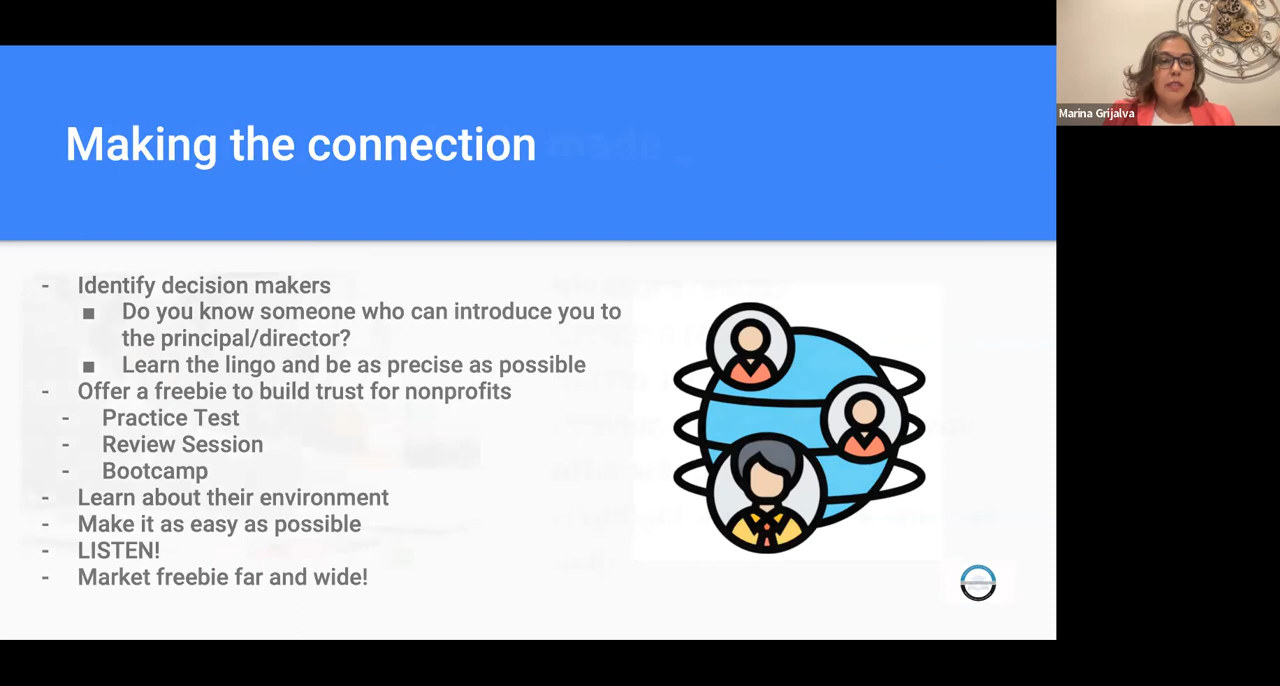 Making the connection
- Identify decision makers
■ Do you know someone who can introduce you to
the principal/director?
■ Learn the lingo and be as precise as possible
- Offer a freebie to build trust for nonprofits
- Practice Test
- Review Session
- Bootcamp
- Learn about their environment
- Make it as easy as possible
- LISTEN!
- Market freebie far and wide!
Marina Grijalva